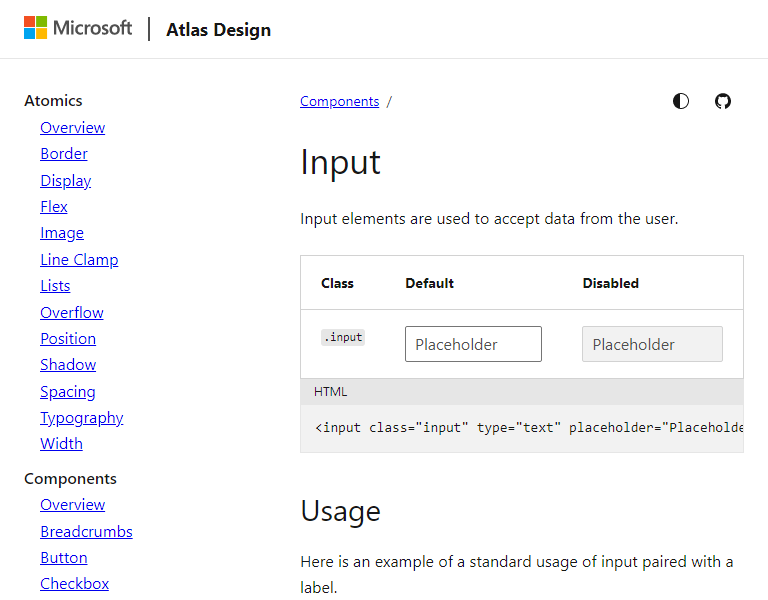 Microsoft
Atlas Design
Atomics
Overview
Border
Display
Flex
Image
Line Clamp
Lists
Overflow
Position
Shadow
Spacing
Typography
Width
Components
Overview
Breadcrumbs
Button
Checkbox
Components /
Input
Input elements are used to accept data from the user.
Class Default Disabled
.input Placeholder Placeholder
HTML
<input class="input" type="text" placeholder="Placeholde
Usage
Here is an example of a standard usage of input paired with a
label.